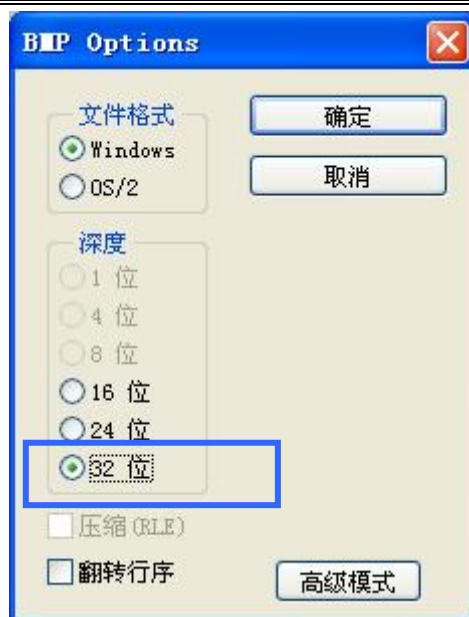 BMP Options
文件格式
确定
Windows
取消
OS/2
深度
1 位
4 位
8 位
16 位
24 位
32 位
压缩(RLE)
翻转行序
高级模式